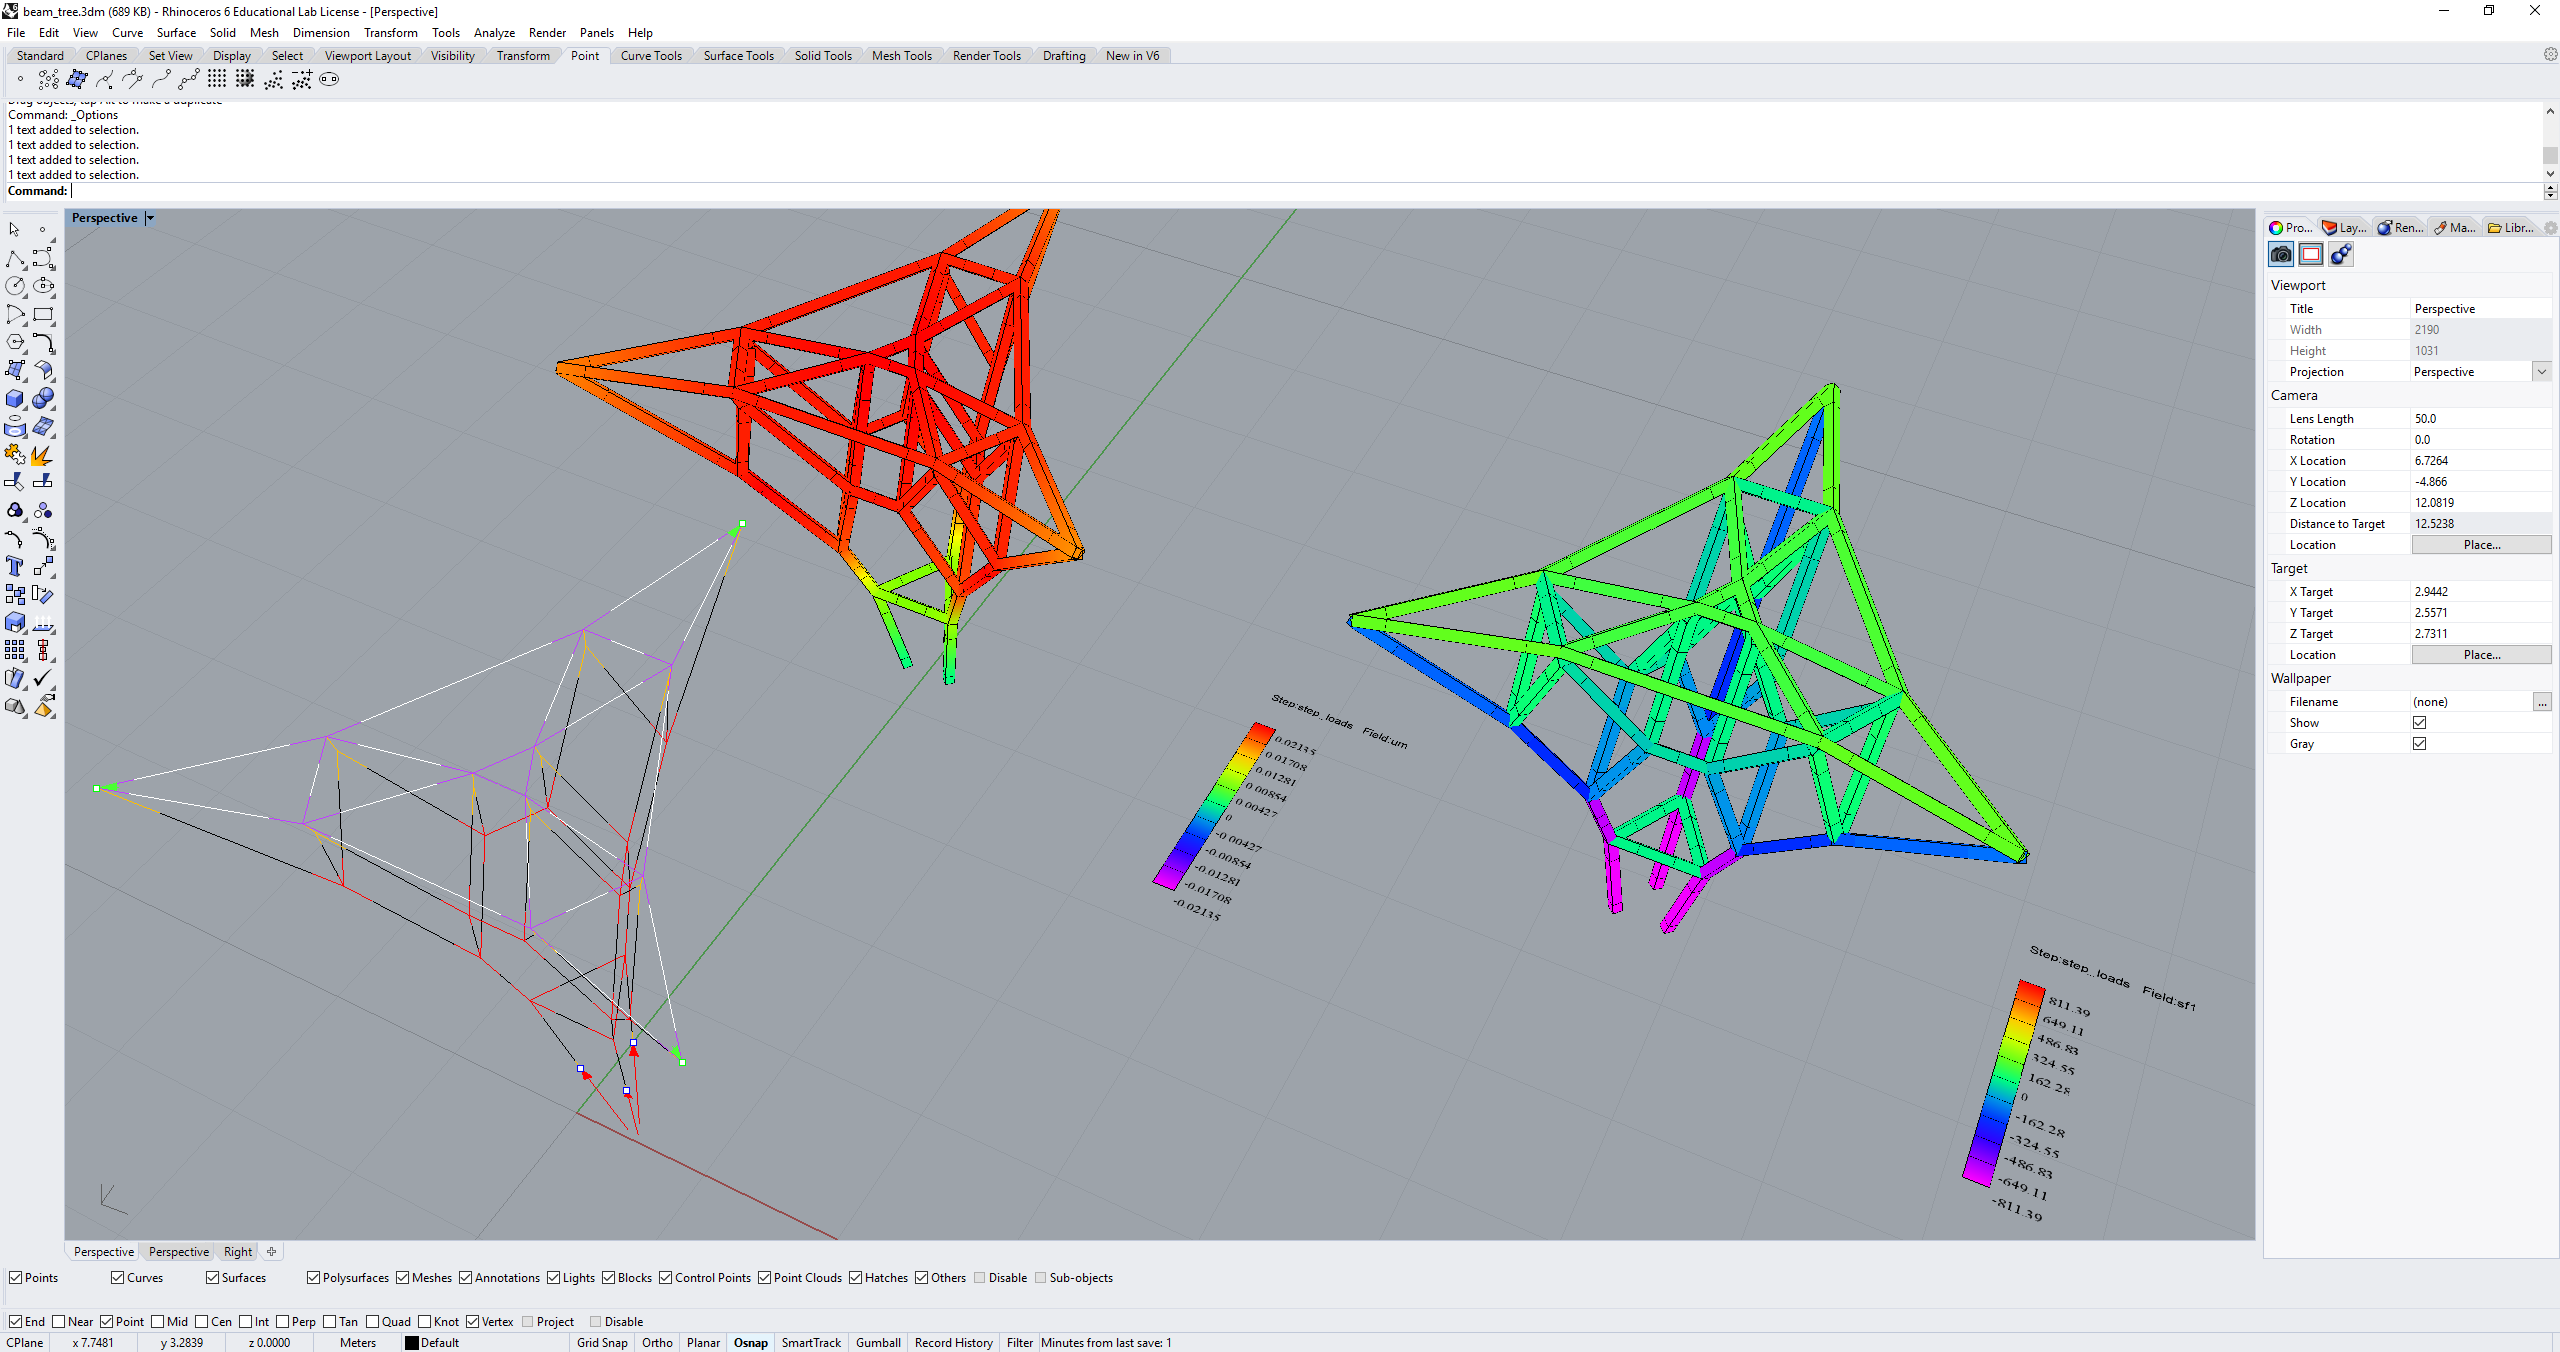 beam_tree.3dm (689 KB) - Rhinoceros 6 Educational Lab License - [Perspective]
File Edit View Curve Surface Solid Mesh Dimension Transform Tools Analyze Render Panels Help
Standard CPlanes Set View Display Select Viewport Layout Visibility Transform Point Curve Tools Surface Tools Solid Tools Mesh Tools Render Tools Drafting New in V6
Drag objects, tap Alt to make a duplicate
Command: _Options
1 text added to selection.
1 text added to selection.
1 text added to selection.
1 text added to selection.
Command:
Perspective
Step:step_loads Field:um
0.02135
0.01708
0.01281
0.00854
0.00427
0
-0.00427
-0.00854
-0.01281
-0.01708
-0.02135
Step:step_loads Field:sf1
811.39
649.11
486.83
324.55
162.28
0
-162.28
-324.55
-486.83
-649.11
-811.39
Pro... Lay... Ren... Ma... Libr...
Viewport
Title Perspective
Width 2190
Height 1031
Projection Perspective
Camera
Lens Length 50.0
Rotation 0.0
X Location 6.7264
Y Location -4.866
Z Location 12.0819
Distance to Target 12.5238
Location Place...
Target
X Target 2.9442
Y Target 2.5571
Z Target 2.7311
Location Place...
Wallpaper
Filename (none) ...
Show
Gray
Perspective Perspective Right
Points Curves Surfaces Polysurfaces Meshes Annotations Lights Blocks Control Points Point Clouds Hatches Others Disable Sub-objects
End Near Point Mid Cen Int Perp Tan Quad Knot Vertex Project Disable
CPlane x 7.7481 y 3.2839 z 0.0000 Meters Default Grid Snap Ortho Planar Osnap SmartTrack Gumball Record History Filter Minutes from last save: 1